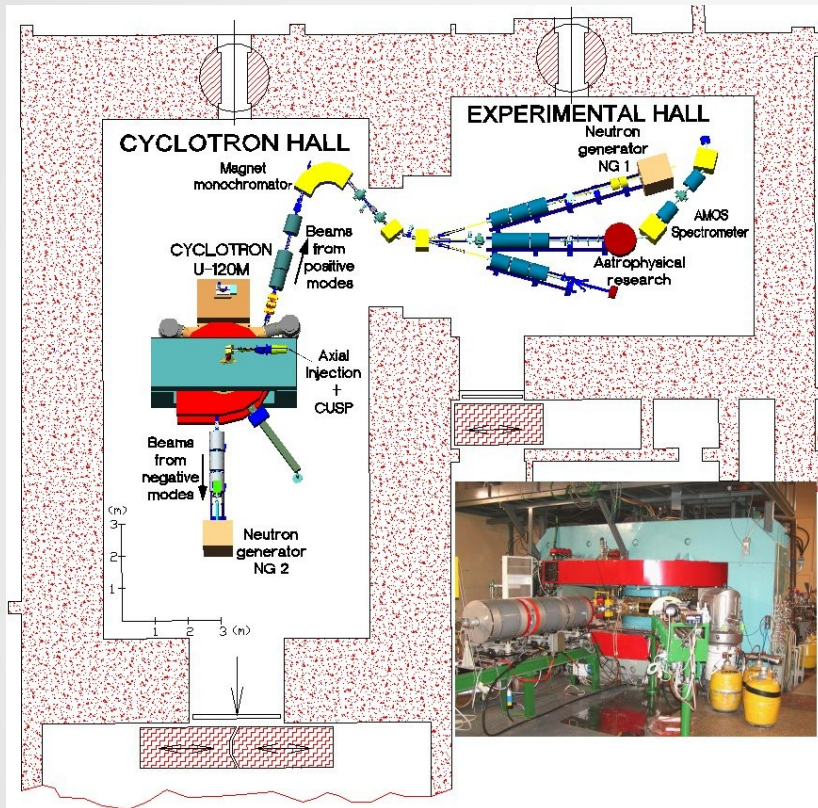 CYCLOTRON HALL
EXPERIMENTAL HALL
Neutron
generator
NG 1
Magnet
monochromator
AMOS
Spectrometer
Beams
from
positive
modes
CYCLOTRON
U-120M
Astrophysical
research
Axial
Injection
+
CUSP
Beams
from
negative
modes
Neutron
generator
NG 2
(m)
3
2
1
1
2
3 (m)